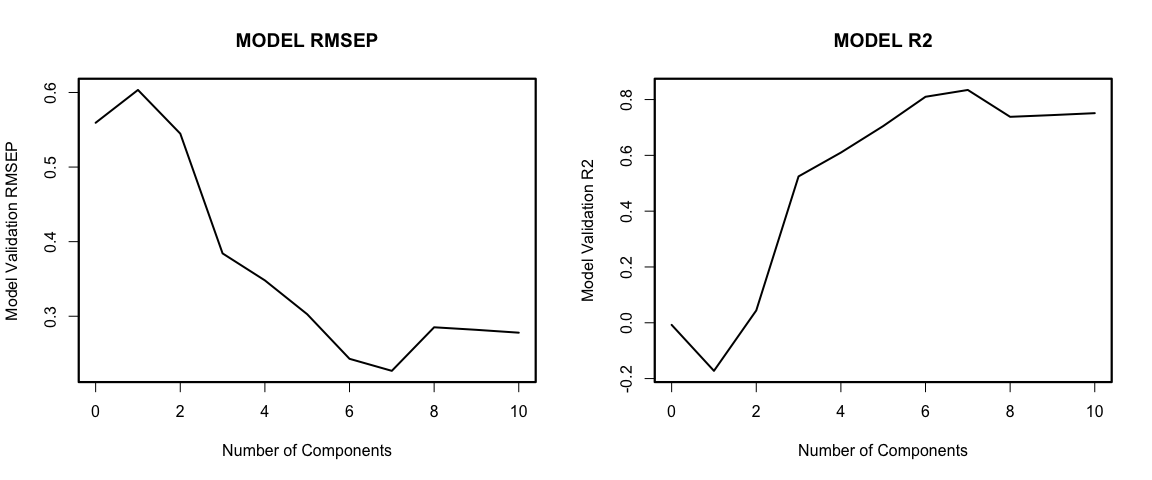 MODEL RMSEP
Model Validation RMSEP
0.6
0.5
0.4
0.3
0 2 4 6 8 10
Number of Components
MODEL R2
Model Validation R2
0.8
0.6
0.4
0.2
0.0
-0.2
0 2 4 6 8 10
Number of Components